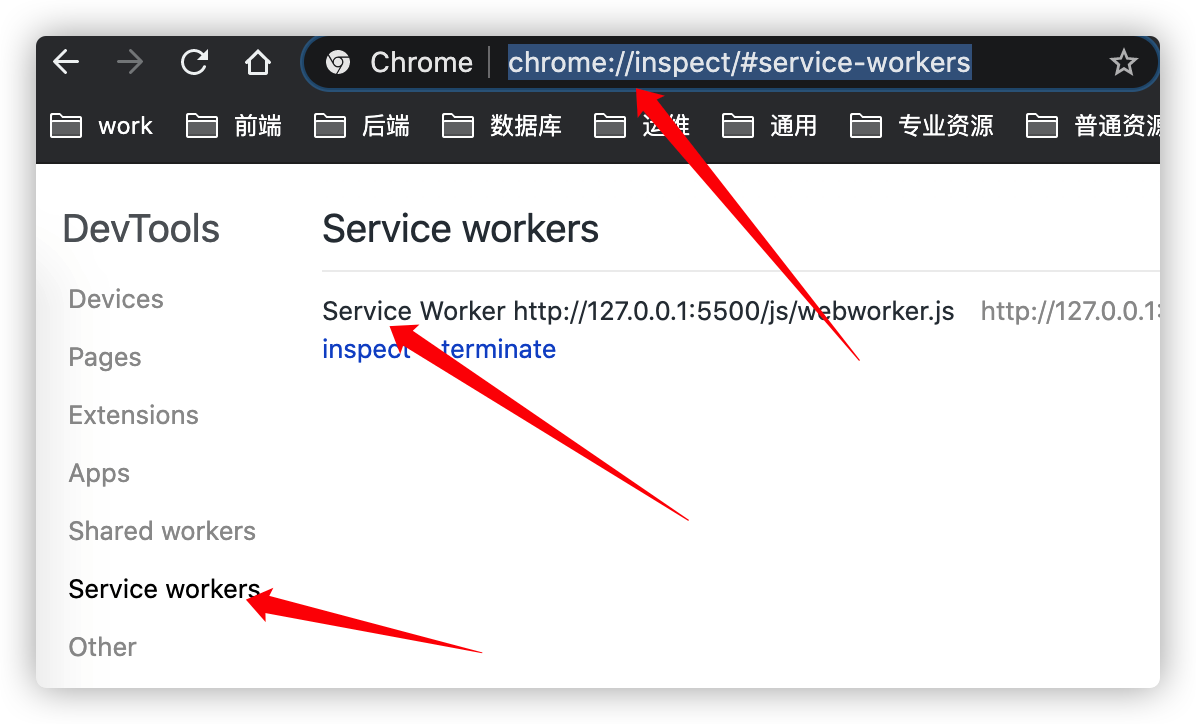 Chrome chrome://inspect/#service-workers
work 前端 后端 数据库 运维 通用 专业资源 普通资源
DevTools
Devices
Pages
Extensions
Apps
Shared workers
Service workers
Other
Service workers
Service Worker http://127.0.0.1:5500/js/webworker.js http://127.0.0.1:
inspect terminate